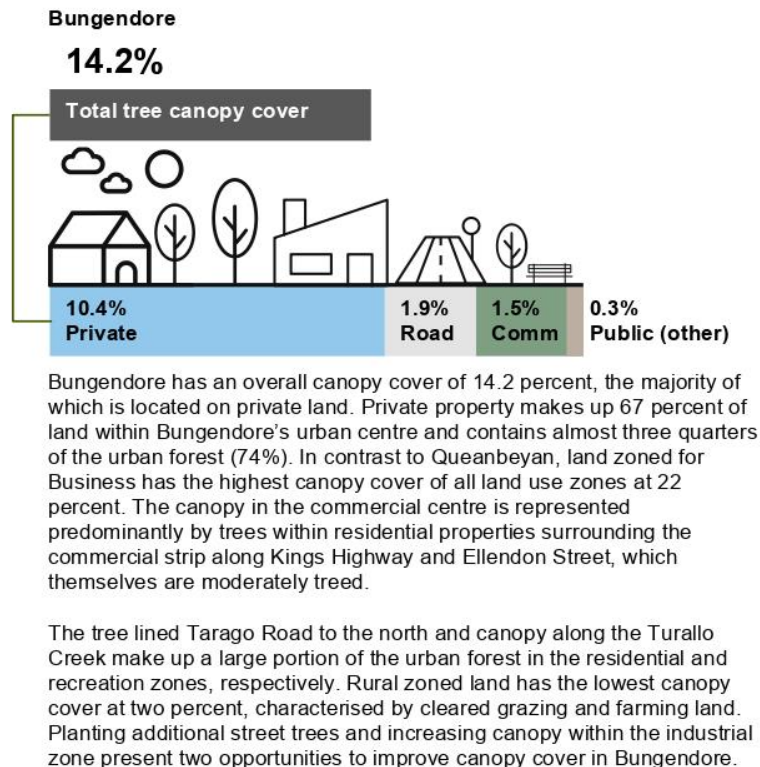 Bungendore
14.2%
Total tree canopy cover
10.4%
Private
1.9%
Road
1.5%
Comm
0.3%
Public (other)
Bungendore has an overall canopy cover of 14.2 percent, the majority of
which is located on private land. Private property makes up 67 percent of
land within Bungendore's urban centre and contains almost three quarters
of the urban forest (74%). In contrast to Queanbeyan, land zoned for
Business has the highest canopy cover of all land use zones at 22
percent. The canopy in the commercial centre is represented
predominantly by trees within residential properties surrounding the
commercial strip along Kings Highway and Ellendon Street, which
themselves are moderately treed.
The tree lined Tarago Road to the north and canopy along the Turallo
Creek make up a large portion of the urban forest in the residential and
recreation zones, respectively. Rural zoned land has the lowest canopy
cover at two percent, characterised by cleared grazing and farming land.
Planting additional street trees and increasing canopy within the industrial
zone present two opportunities to improve canopy cover in Bungendore.